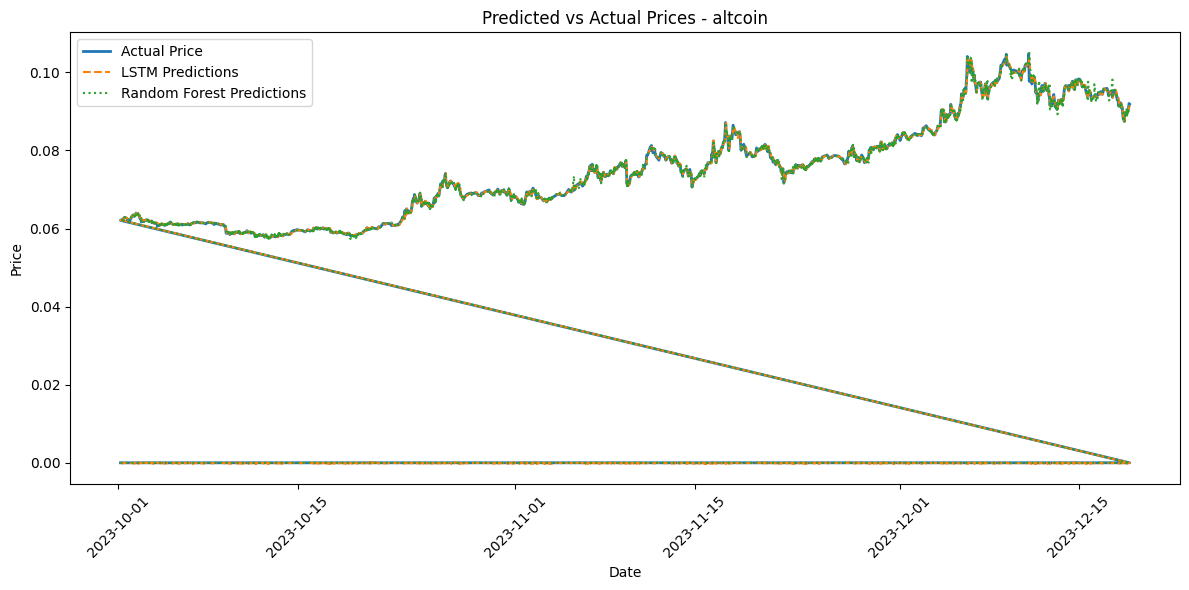 Predicted vs Actual Prices - altcoin
Actual Price
LSTM Predictions
Random Forest Predictions
0.10
0.08
0.06
0.04
0.02
0.00
Price
2023-10-01
2023-10-15
2023-11-01
2023-11-15
2023-12-01
2023-12-15
Date